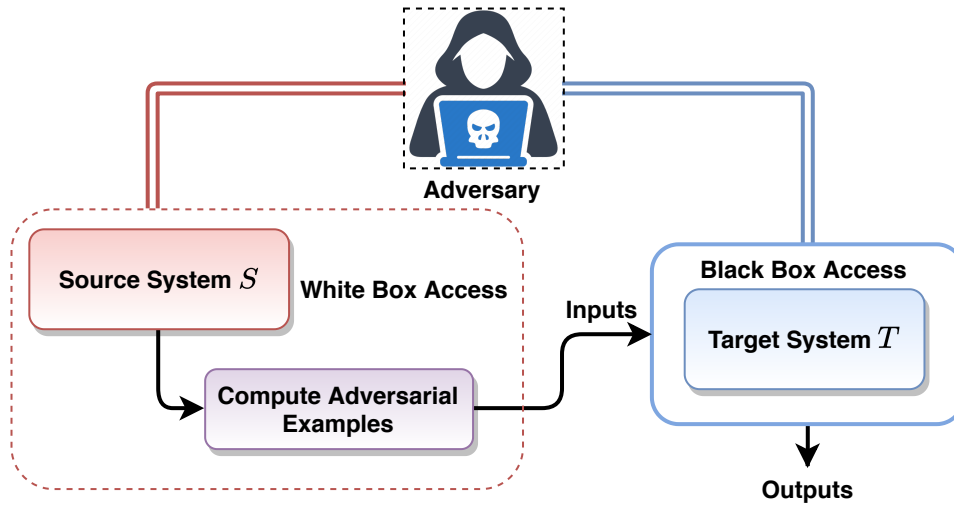 Adversary
Source System S
White Box Access
Compute Adversarial
Examples
Inputs
Black Box Access
Target System T
Outputs